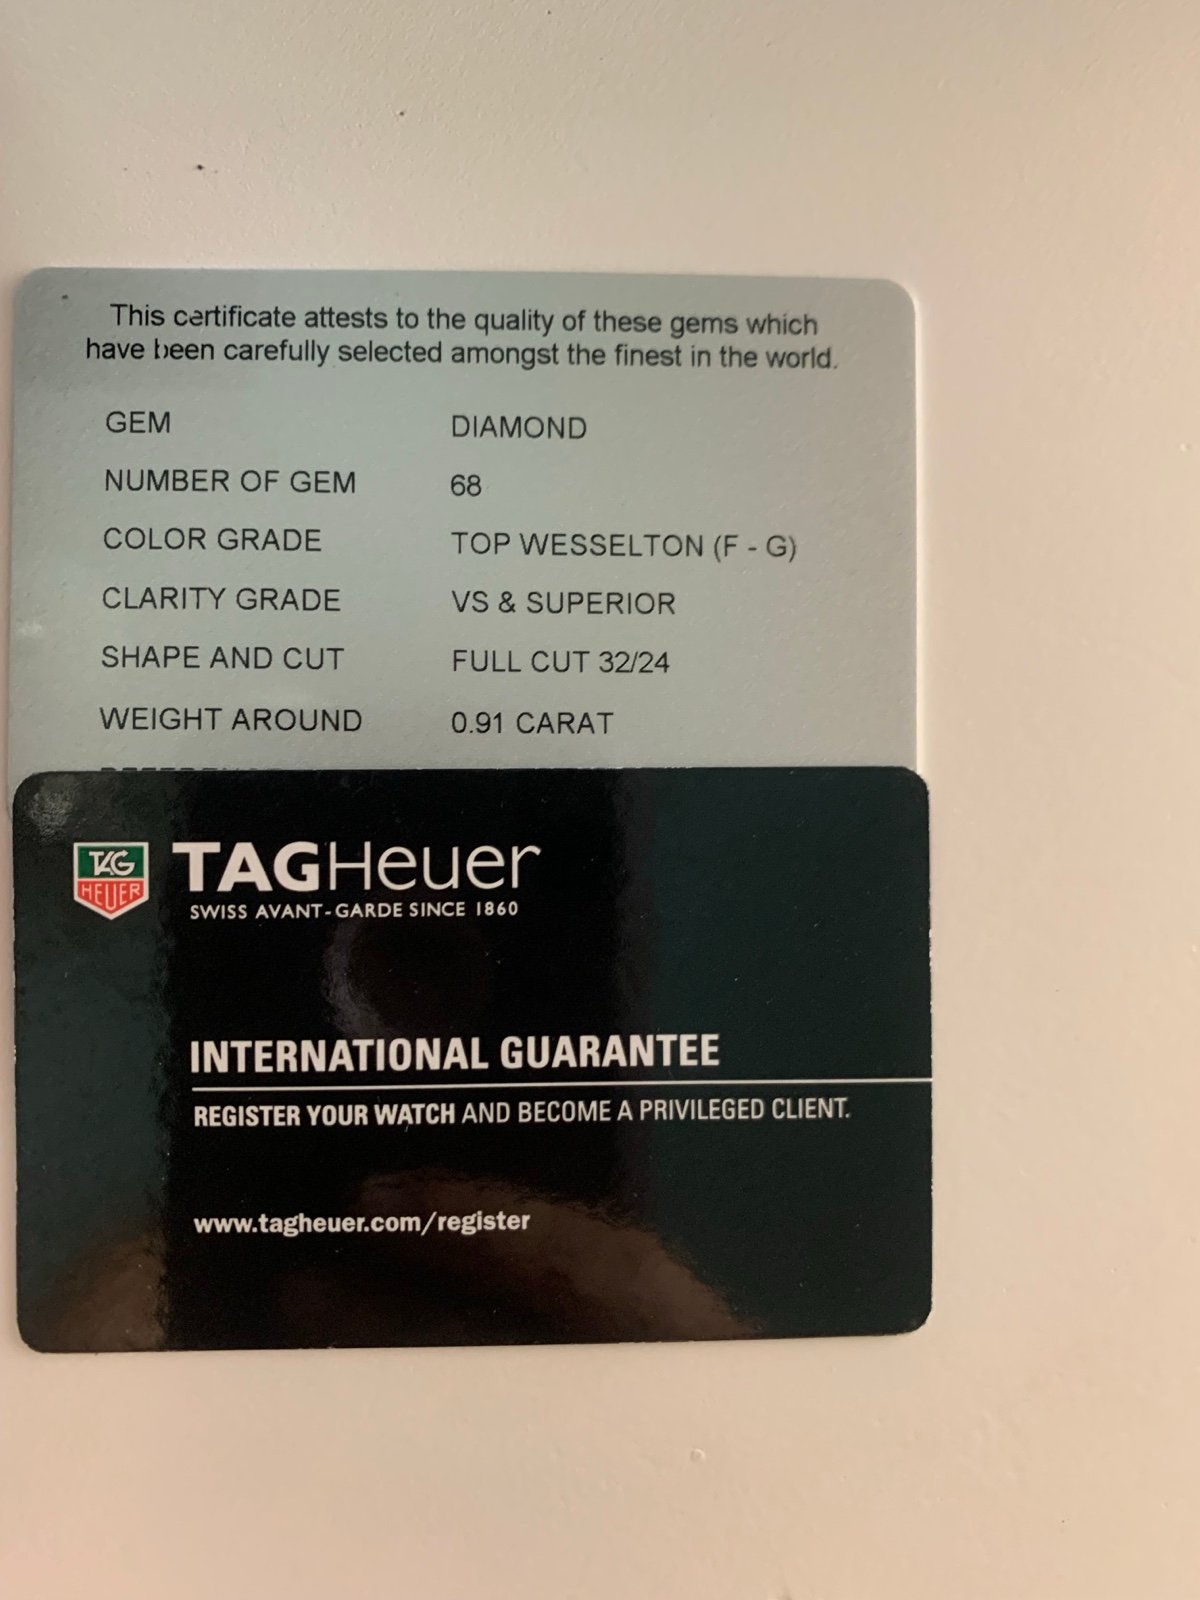 This certificate attests to the quality of these gems which
have been carefully selected amongst the finest in the world.
GEM DIAMOND
NUMBER OF GEM 68
COLOR GRADE TOP WESSELTON (F - G)
CLARITY GRADE VS & SUPERIOR
SHAPE AND CUT FULL CUT 32/24
WEIGHT AROUND 0.91 CARAT
TAG
HEUER
TAGHeuer
SWISS AVANT-GARDE SINCE 1860
INTERNATIONAL GUARANTEE
REGISTER YOUR WATCH AND BECOME A PRIVILEGED CLIENT.
www.tagheuer.com/register